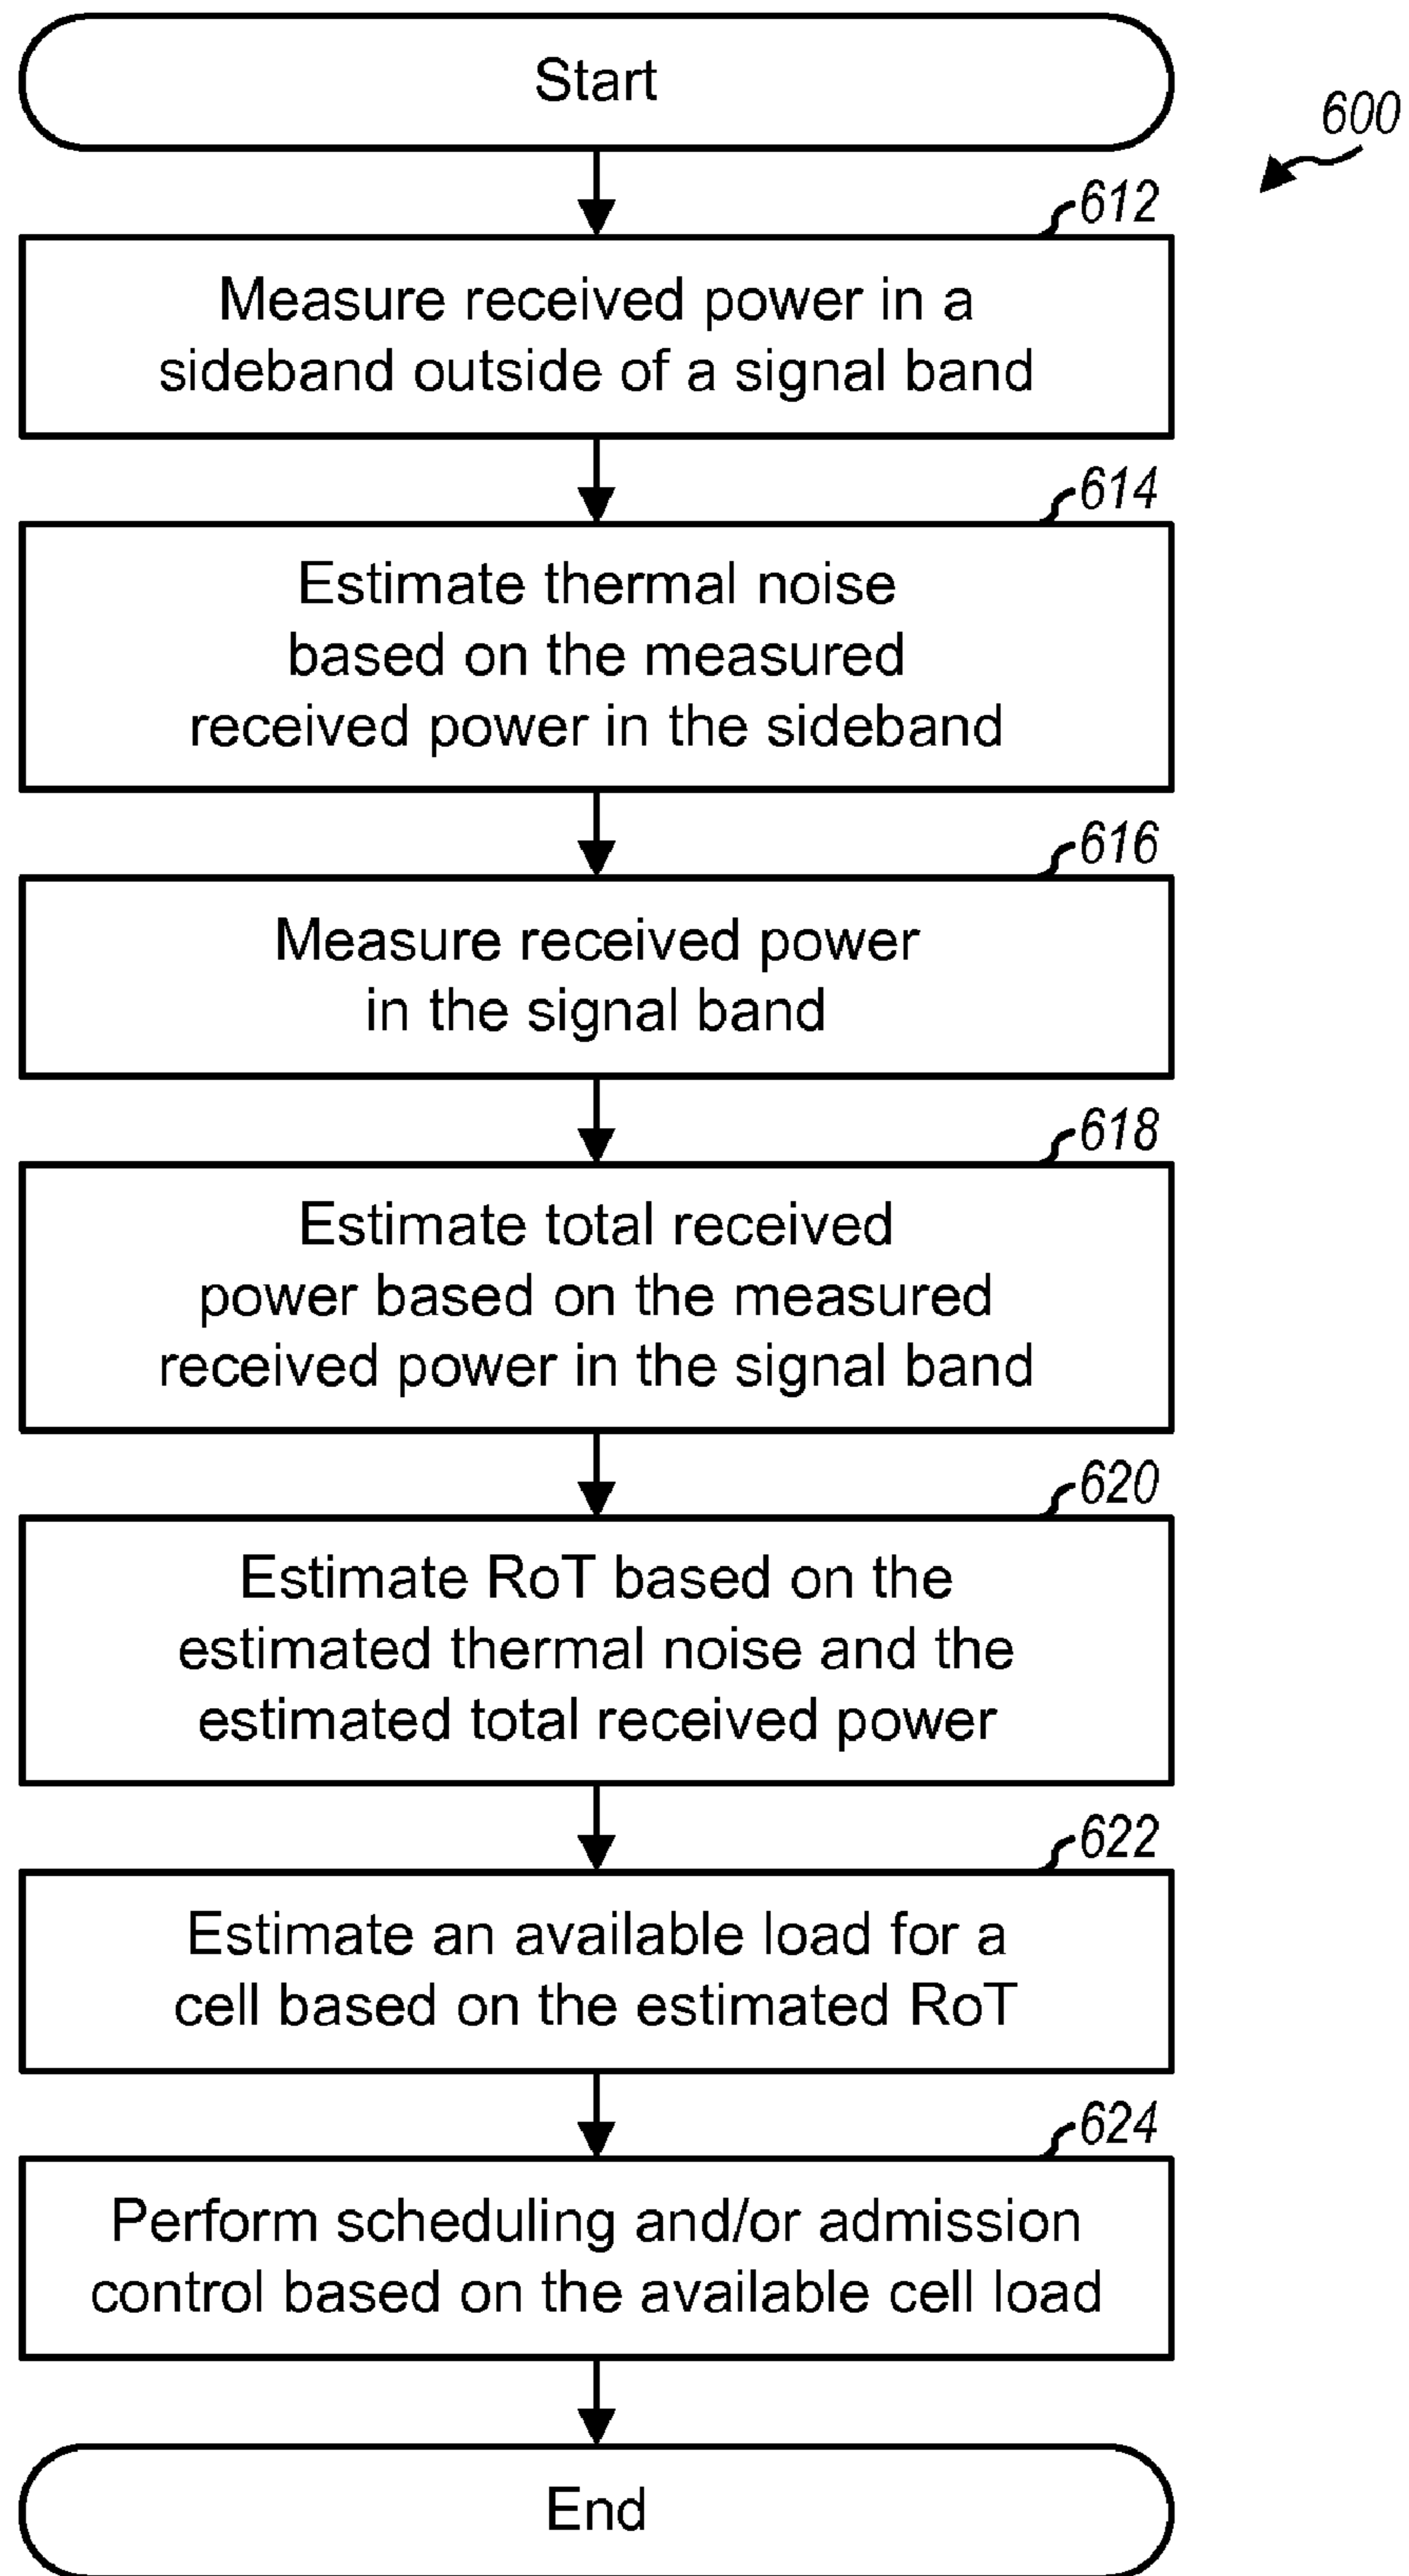 Start
600
612
Measure received power in a
sideband outside of a signal band
614
Estimate thermal noise
based on the measured
received power in the sideband
616
Measure received power
in the signal band
618
Estimate total received
power based on the measured
received power in the signal band
620
Estimate RoT based on the
estimated thermal noise and the
estimated total received power
622
Estimate an available load for a
cell based on the estimated RoT
624
Perform scheduling and/or admission
control based on the available cell load
End